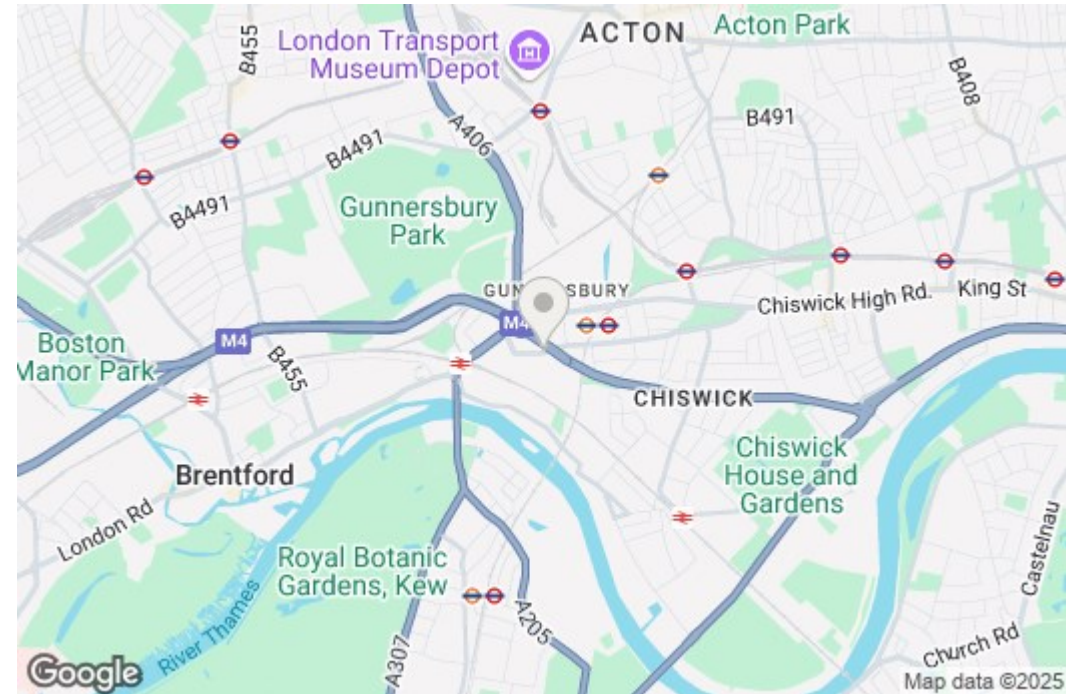 ACTON
Acton Park
London Transport
Museum Depot
B455
A406
B408
B491
B4491
B4491
Gunnersbury
Park
GUN
SBURY
Chiswick High Rd.
King St
M4
M4
Boston
Manor Park
B455
CHISWICK
Brentford
Chiswick
House and
Gardens
London Rd
Royal Botanic
Gardens, Kew
River Thames
A307
A205
Castelnau
Church Rd
Google
Map data ©2025